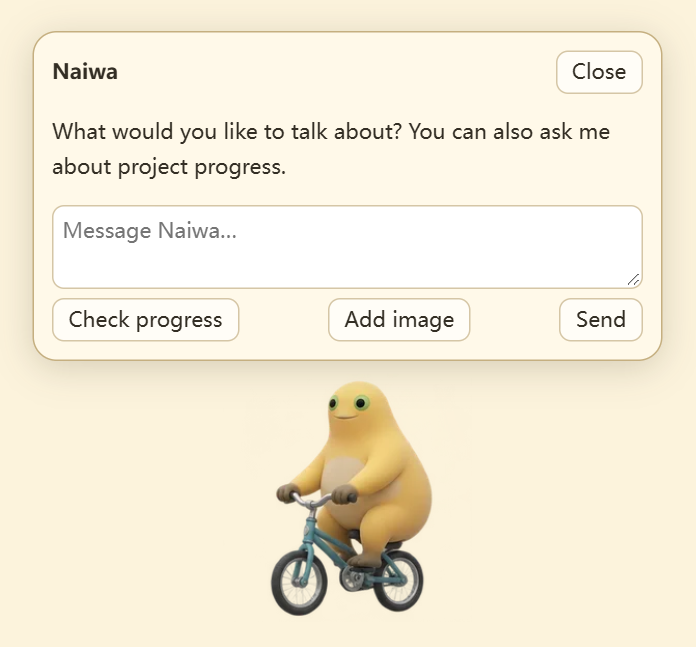 Naiwa
Close
What would you like to talk about? You can also ask me
about project progress.
Message Naiwa...
Check progress
Add image
Send